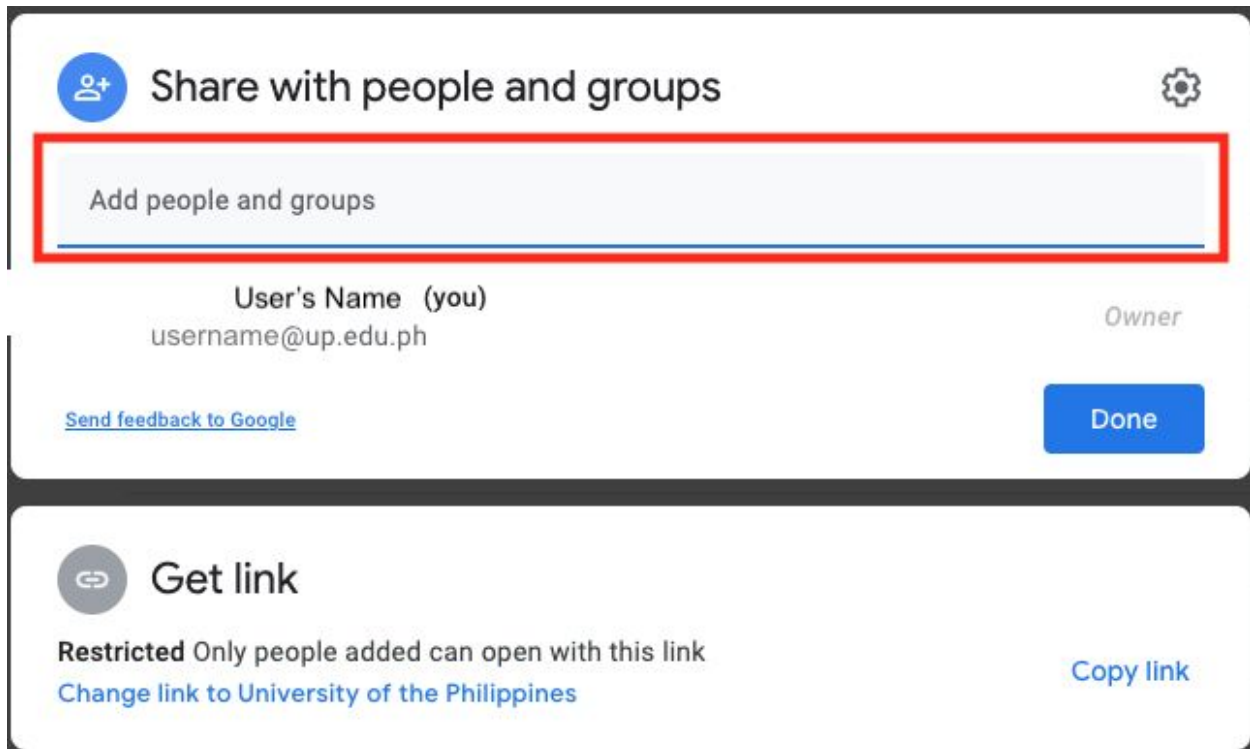 Share with people and groups
Add people and groups
User's Name (you)
username@up.edu.ph
Owner
Send feedback to Google
Done
Get link
Restricted Only people added can open with this link
Change link to University of the Philippines
Copy link